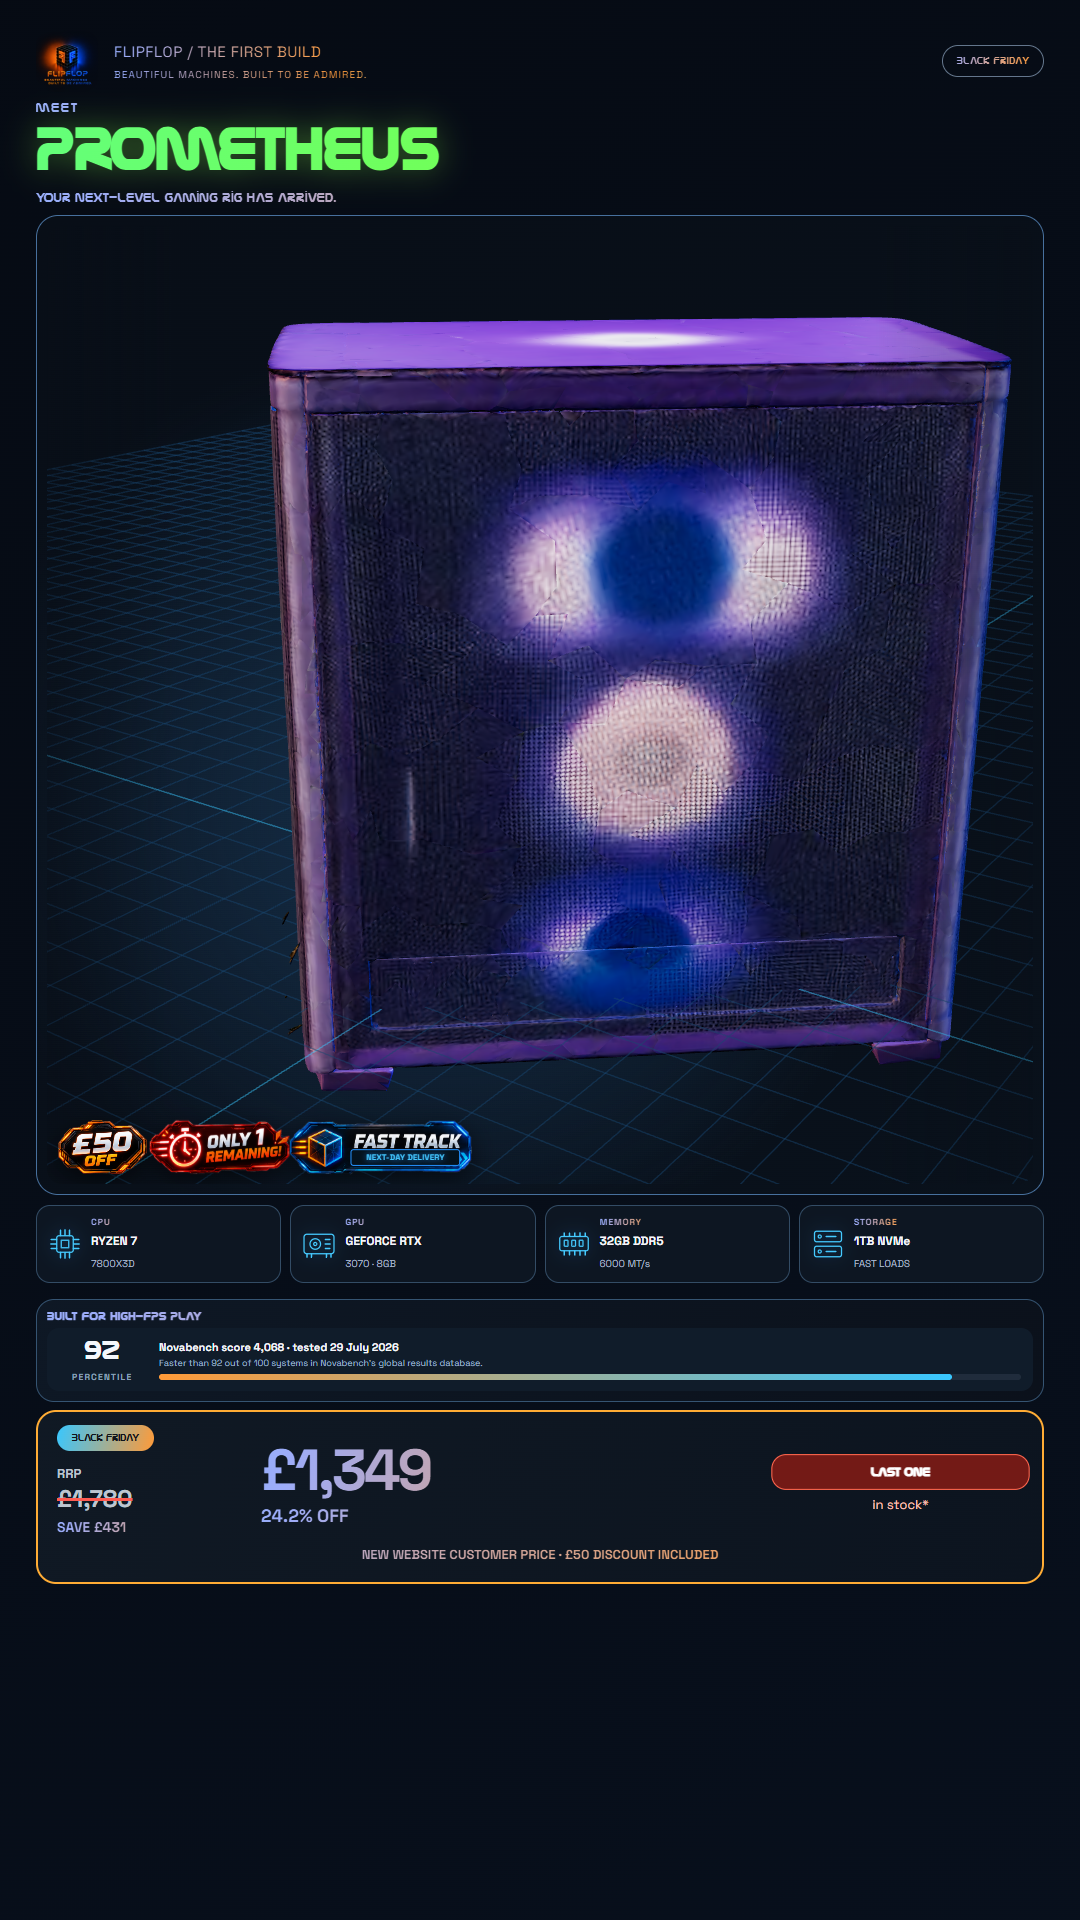 FLIPFLOP
FLIPFLOP / THE FIRST BUILD
BEAUTIFUL MACHINES. BUILT TO BE ADMIRED.
BLACK FRIDAY
MEET
PROMETHEUS
YOUR NEXT-LEVEL GAMING RIG HAS ARRIVED.
£50
OFF
ONLY 1
REMAINING!
FAST TRACK
NEXT-DAY DELIVERY
CPU
RYZEN 7
7800X3D
GPU
GEFORCE RTX
3070 · 8GB
MEMORY
32GB DDR5
6000 MT/s
STORAGE
1TB NVMe
FAST LOADS
BUILT FOR HIGH-FPS PLAY
92
PERCENTILE
Novabench score 4,068 · tested 29 July 2026
Faster than 92 out of 100 systems in Novabench's global results database.
BLACK FRIDAY
RRP
£1,780
SAVE £431
£1,349
24.2% OFF
LAST ONE
in stock*
NEW WEBSITE CUSTOMER PRICE · £50 DISCOUNT INCLUDED